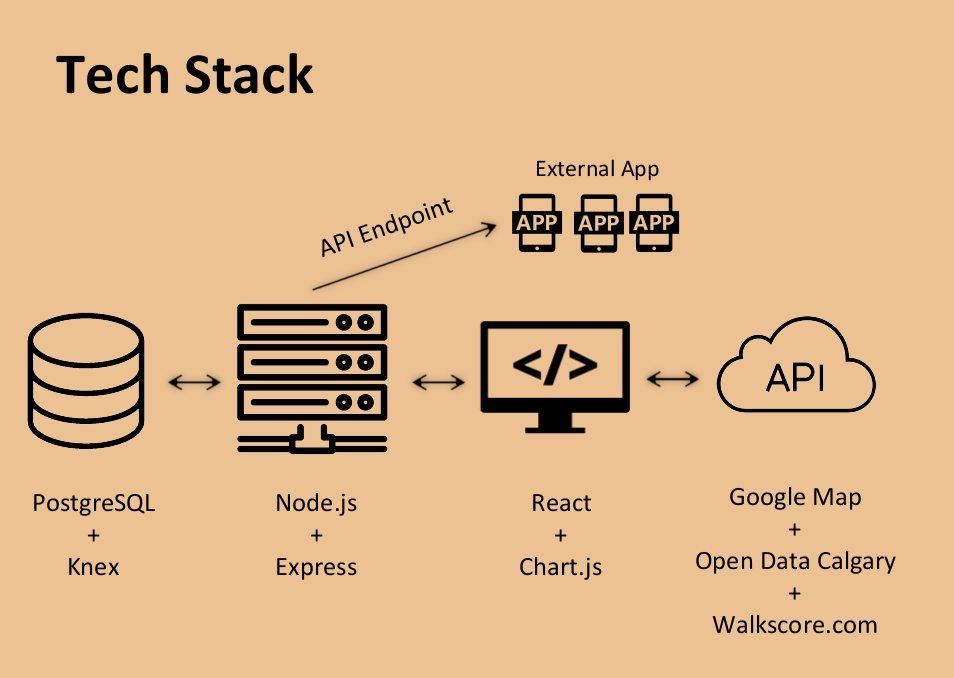 Tech Stack
External App
API Endpoint
APP APP APP
</>
API
PostgreSQL
+
Knex
Node.js
+
Express
React
+
Chart.js
Google Map
+
Open Data Calgary
+
Walkscore.com